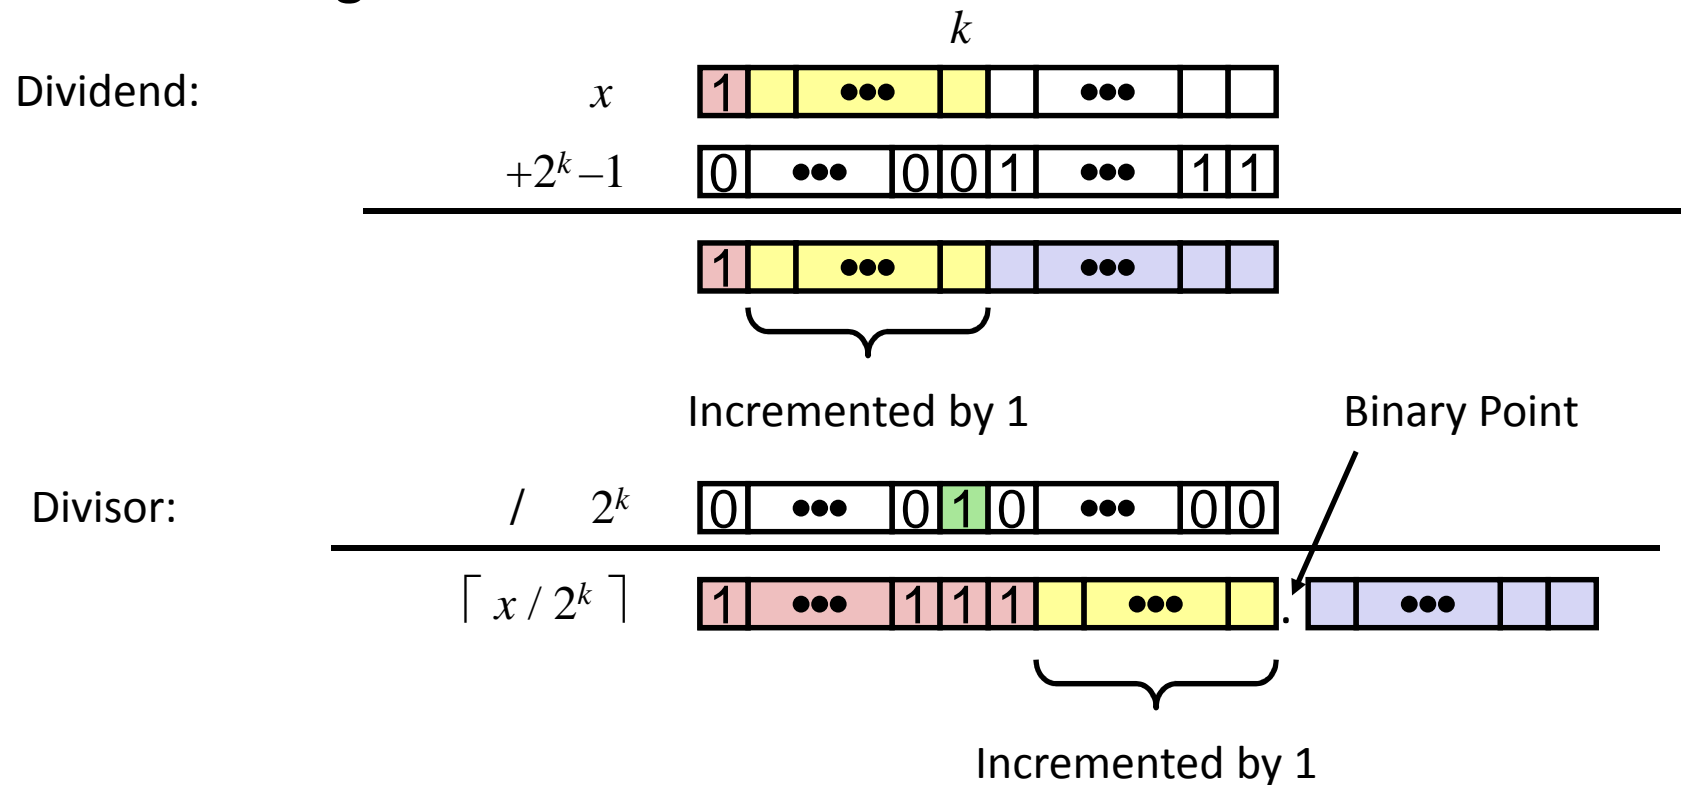 k
Dividend: x 1 ••• •••
+2^k –1 0 ••• 0 0 1 ••• 1 1
1 ••• •••
Incremented by 1
Binary Point
Divisor: / 2^k 0 ••• 0 1 0 ••• 0 0
⌈ x / 2^k ⌉ 1 ••• 1 1 1 ••• . •••
Incremented by 1